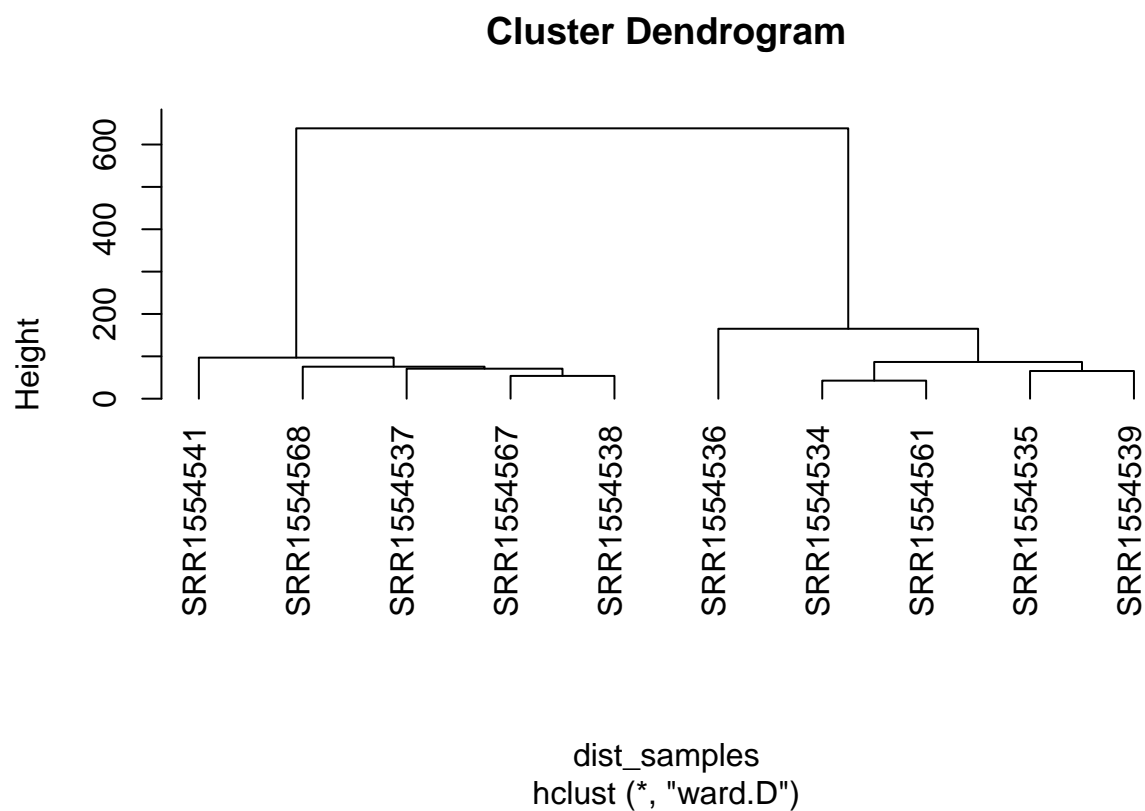 Cluster Dendrogram
Height
600
400
200
0
SRR1554541
SRR1554568
SRR1554537
SRR1554567
SRR1554538
SRR1554536
SRR1554534
SRR1554561
SRR1554535
SRR1554539
dist_samples
hclust (*, "ward.D")